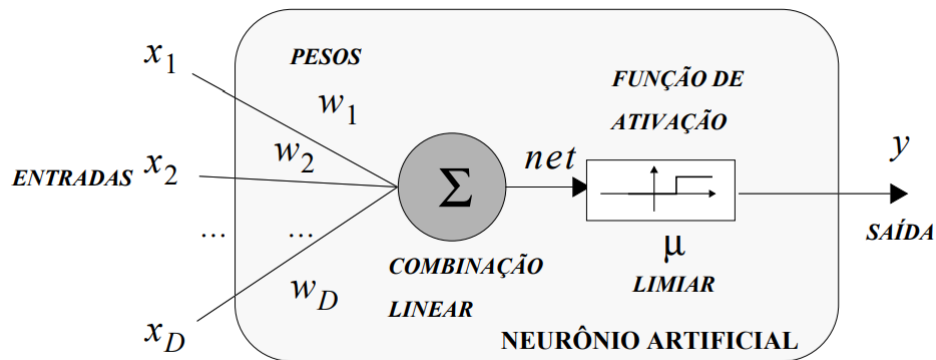 x1
PESOS
FUNÇÃO DE
ATIVAÇÃO
w1
ENTRADAS x2
w2
Σ
net
y
SAÍDA
... ...
μ
COMBINAÇÃO
LINEAR
LIMIAR
wD
xD
NEURÔNIO ARTIFICIAL